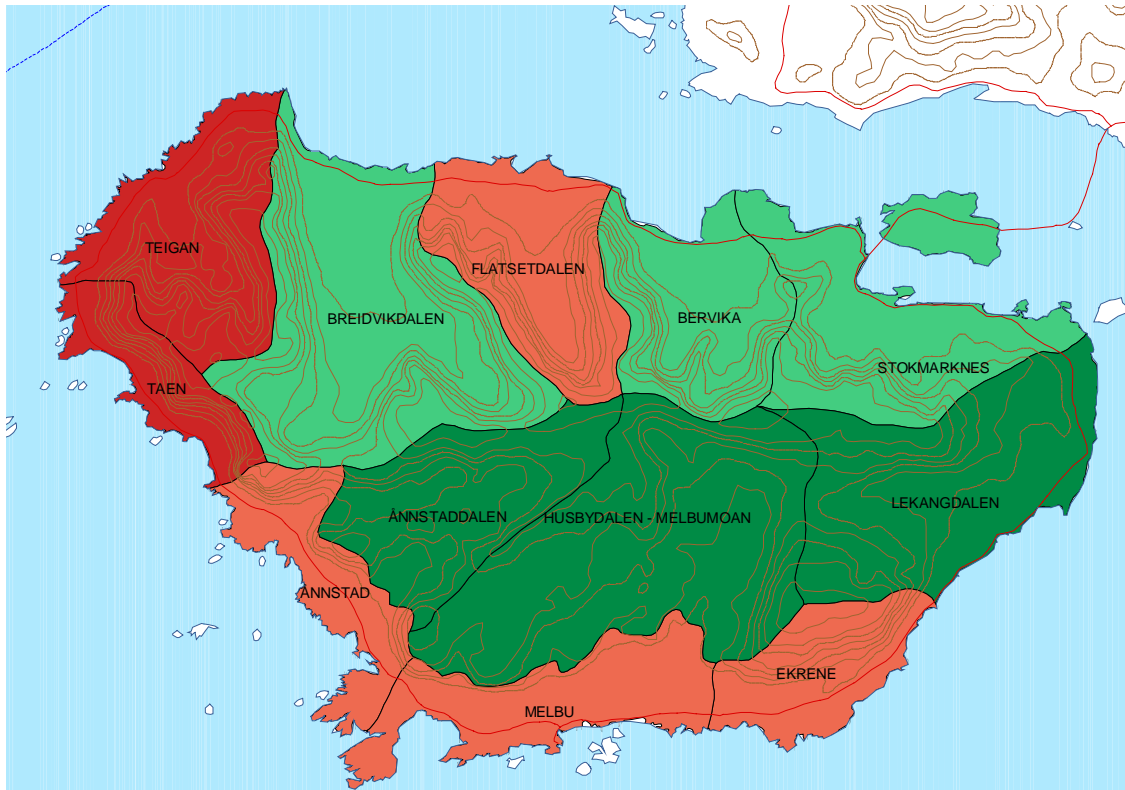 TEIGAN
FLATSETDALEN
BREIDVIKDALEN
BERVIKA
STOKMARKNES
TAEN
LEKANGDALEN
ÅNNSTADDALEN
HUSBYDALEN - MELBUMOAN
ÅNNSTAD
EKRENE
MELBU